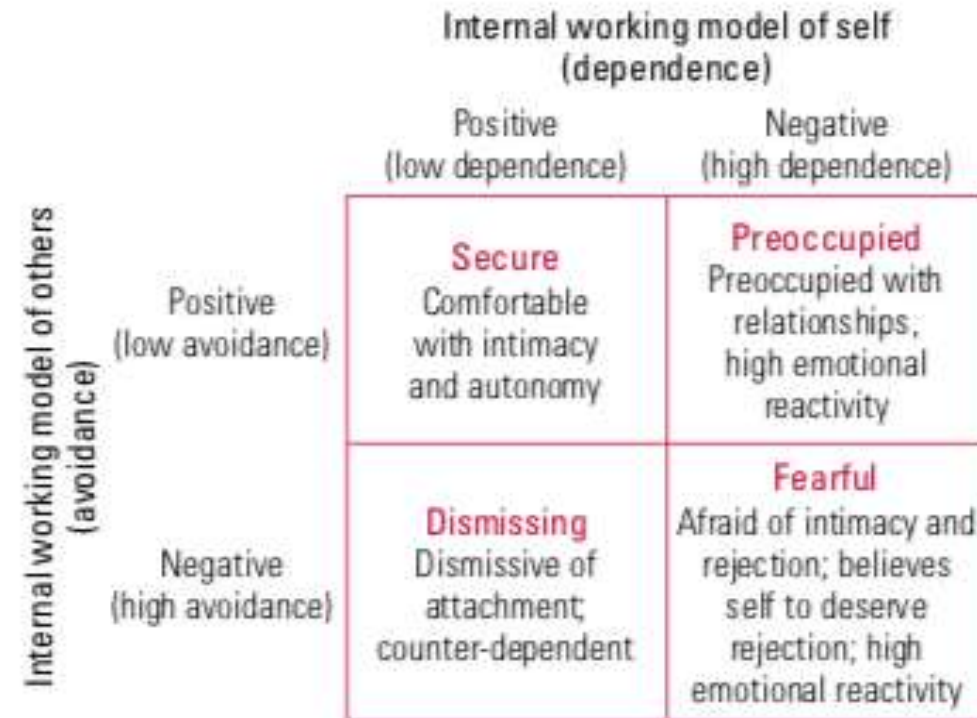 Internal working model of self
(dependence)
Positive
(low dependence)
Negative
(high dependence)
Internal working model of others
(avoidance)
Positive
(low avoidance)
Secure
Comfortable
with intimacy
and autonomy
Preoccupied
Preoccupied with
relationships,
high emotional
reactivity
Negative
(high avoidance)
Dismissing
Dismissive of
attachment;
counter-dependent
Fearful
Afraid of intimacy and
rejection; believes
self to deserve
rejection; high
emotional reactivity